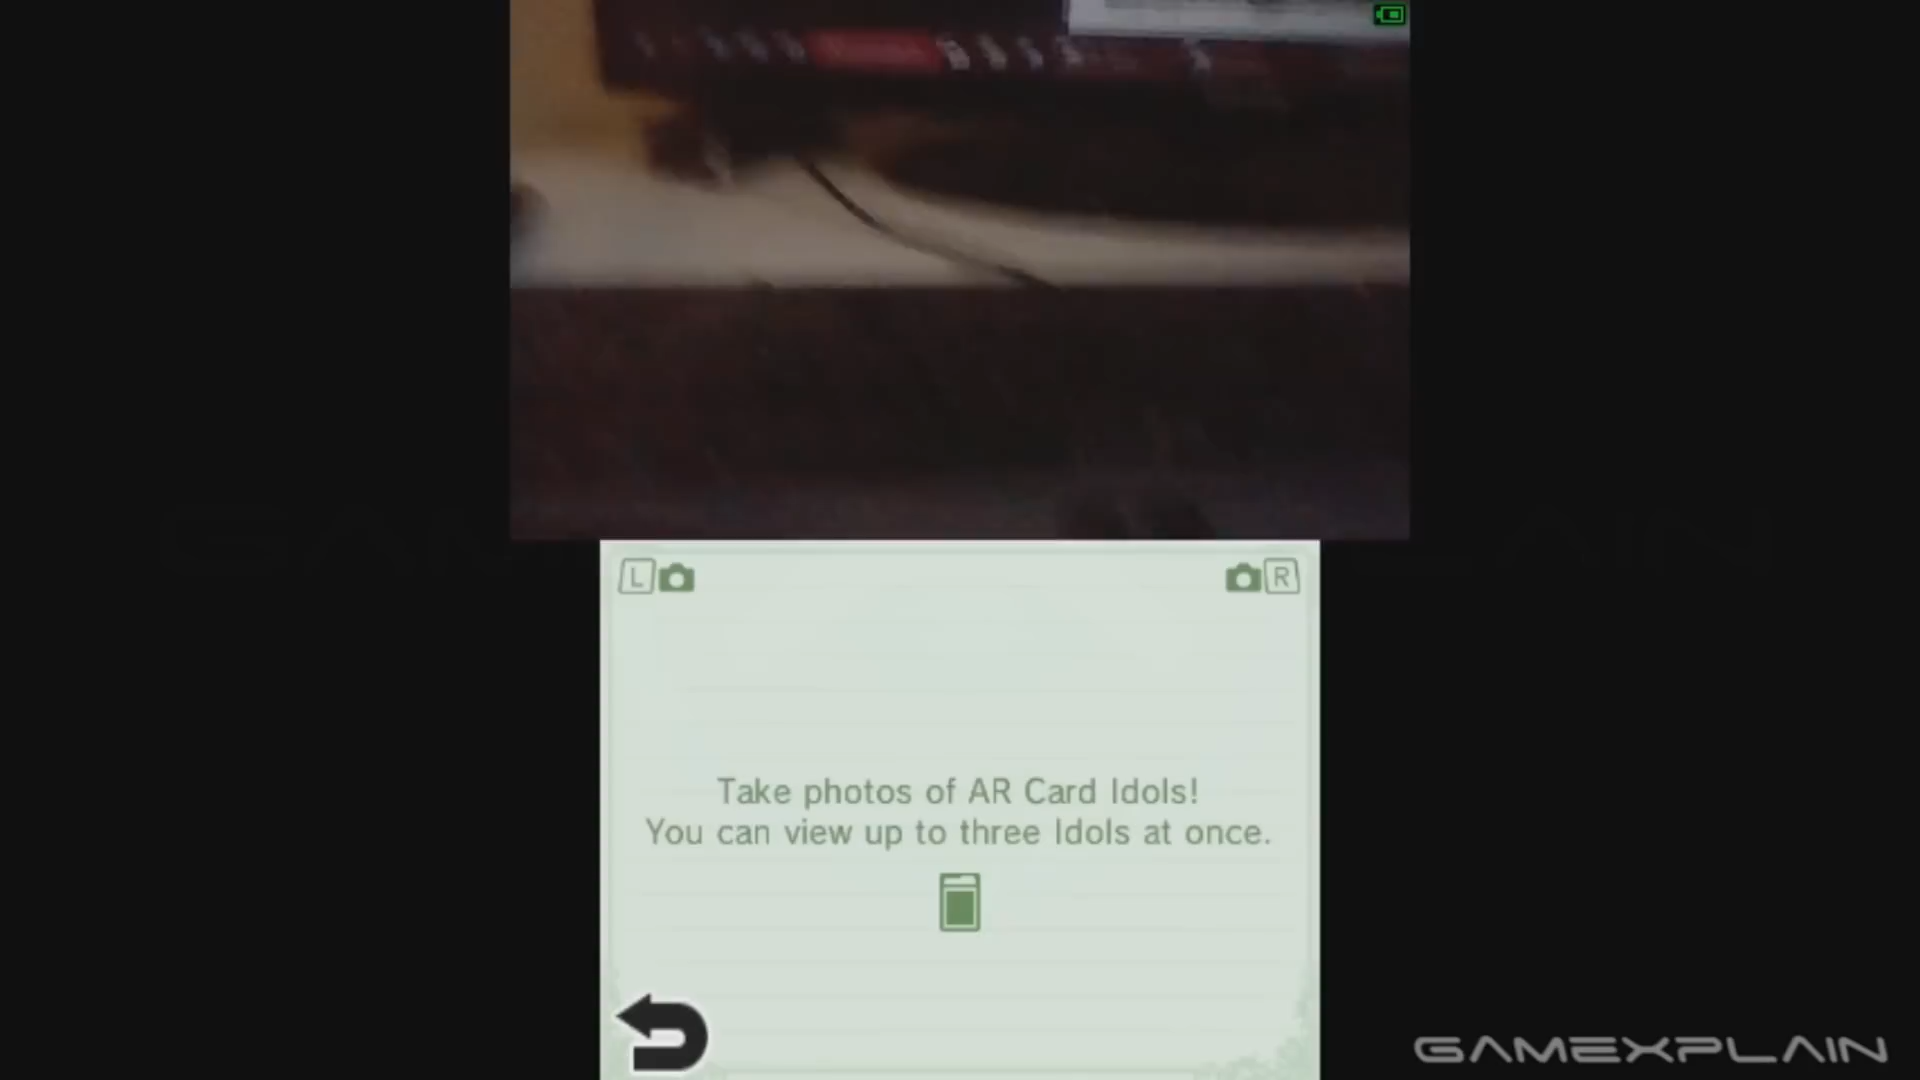 L
R
Take photos of AR Card Idols!
You can view up to three Idols at once.
GAMEXPLAIN